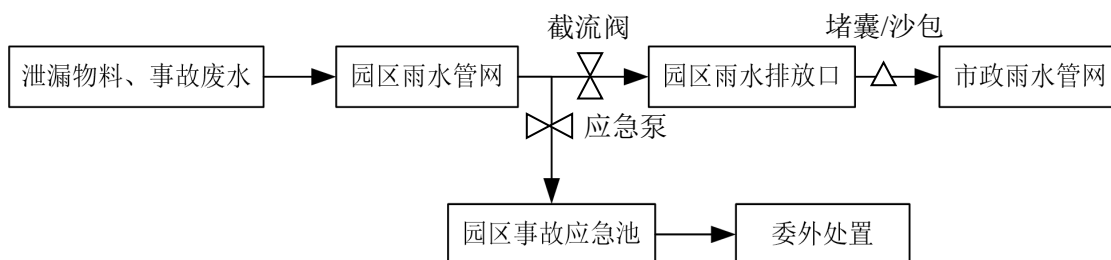 截流阀
堵囊/沙包
泄漏物料、事故废水
园区雨水管网
园区雨水排放口
市政雨水管网
应急泵
园区事故应急池
委外处置